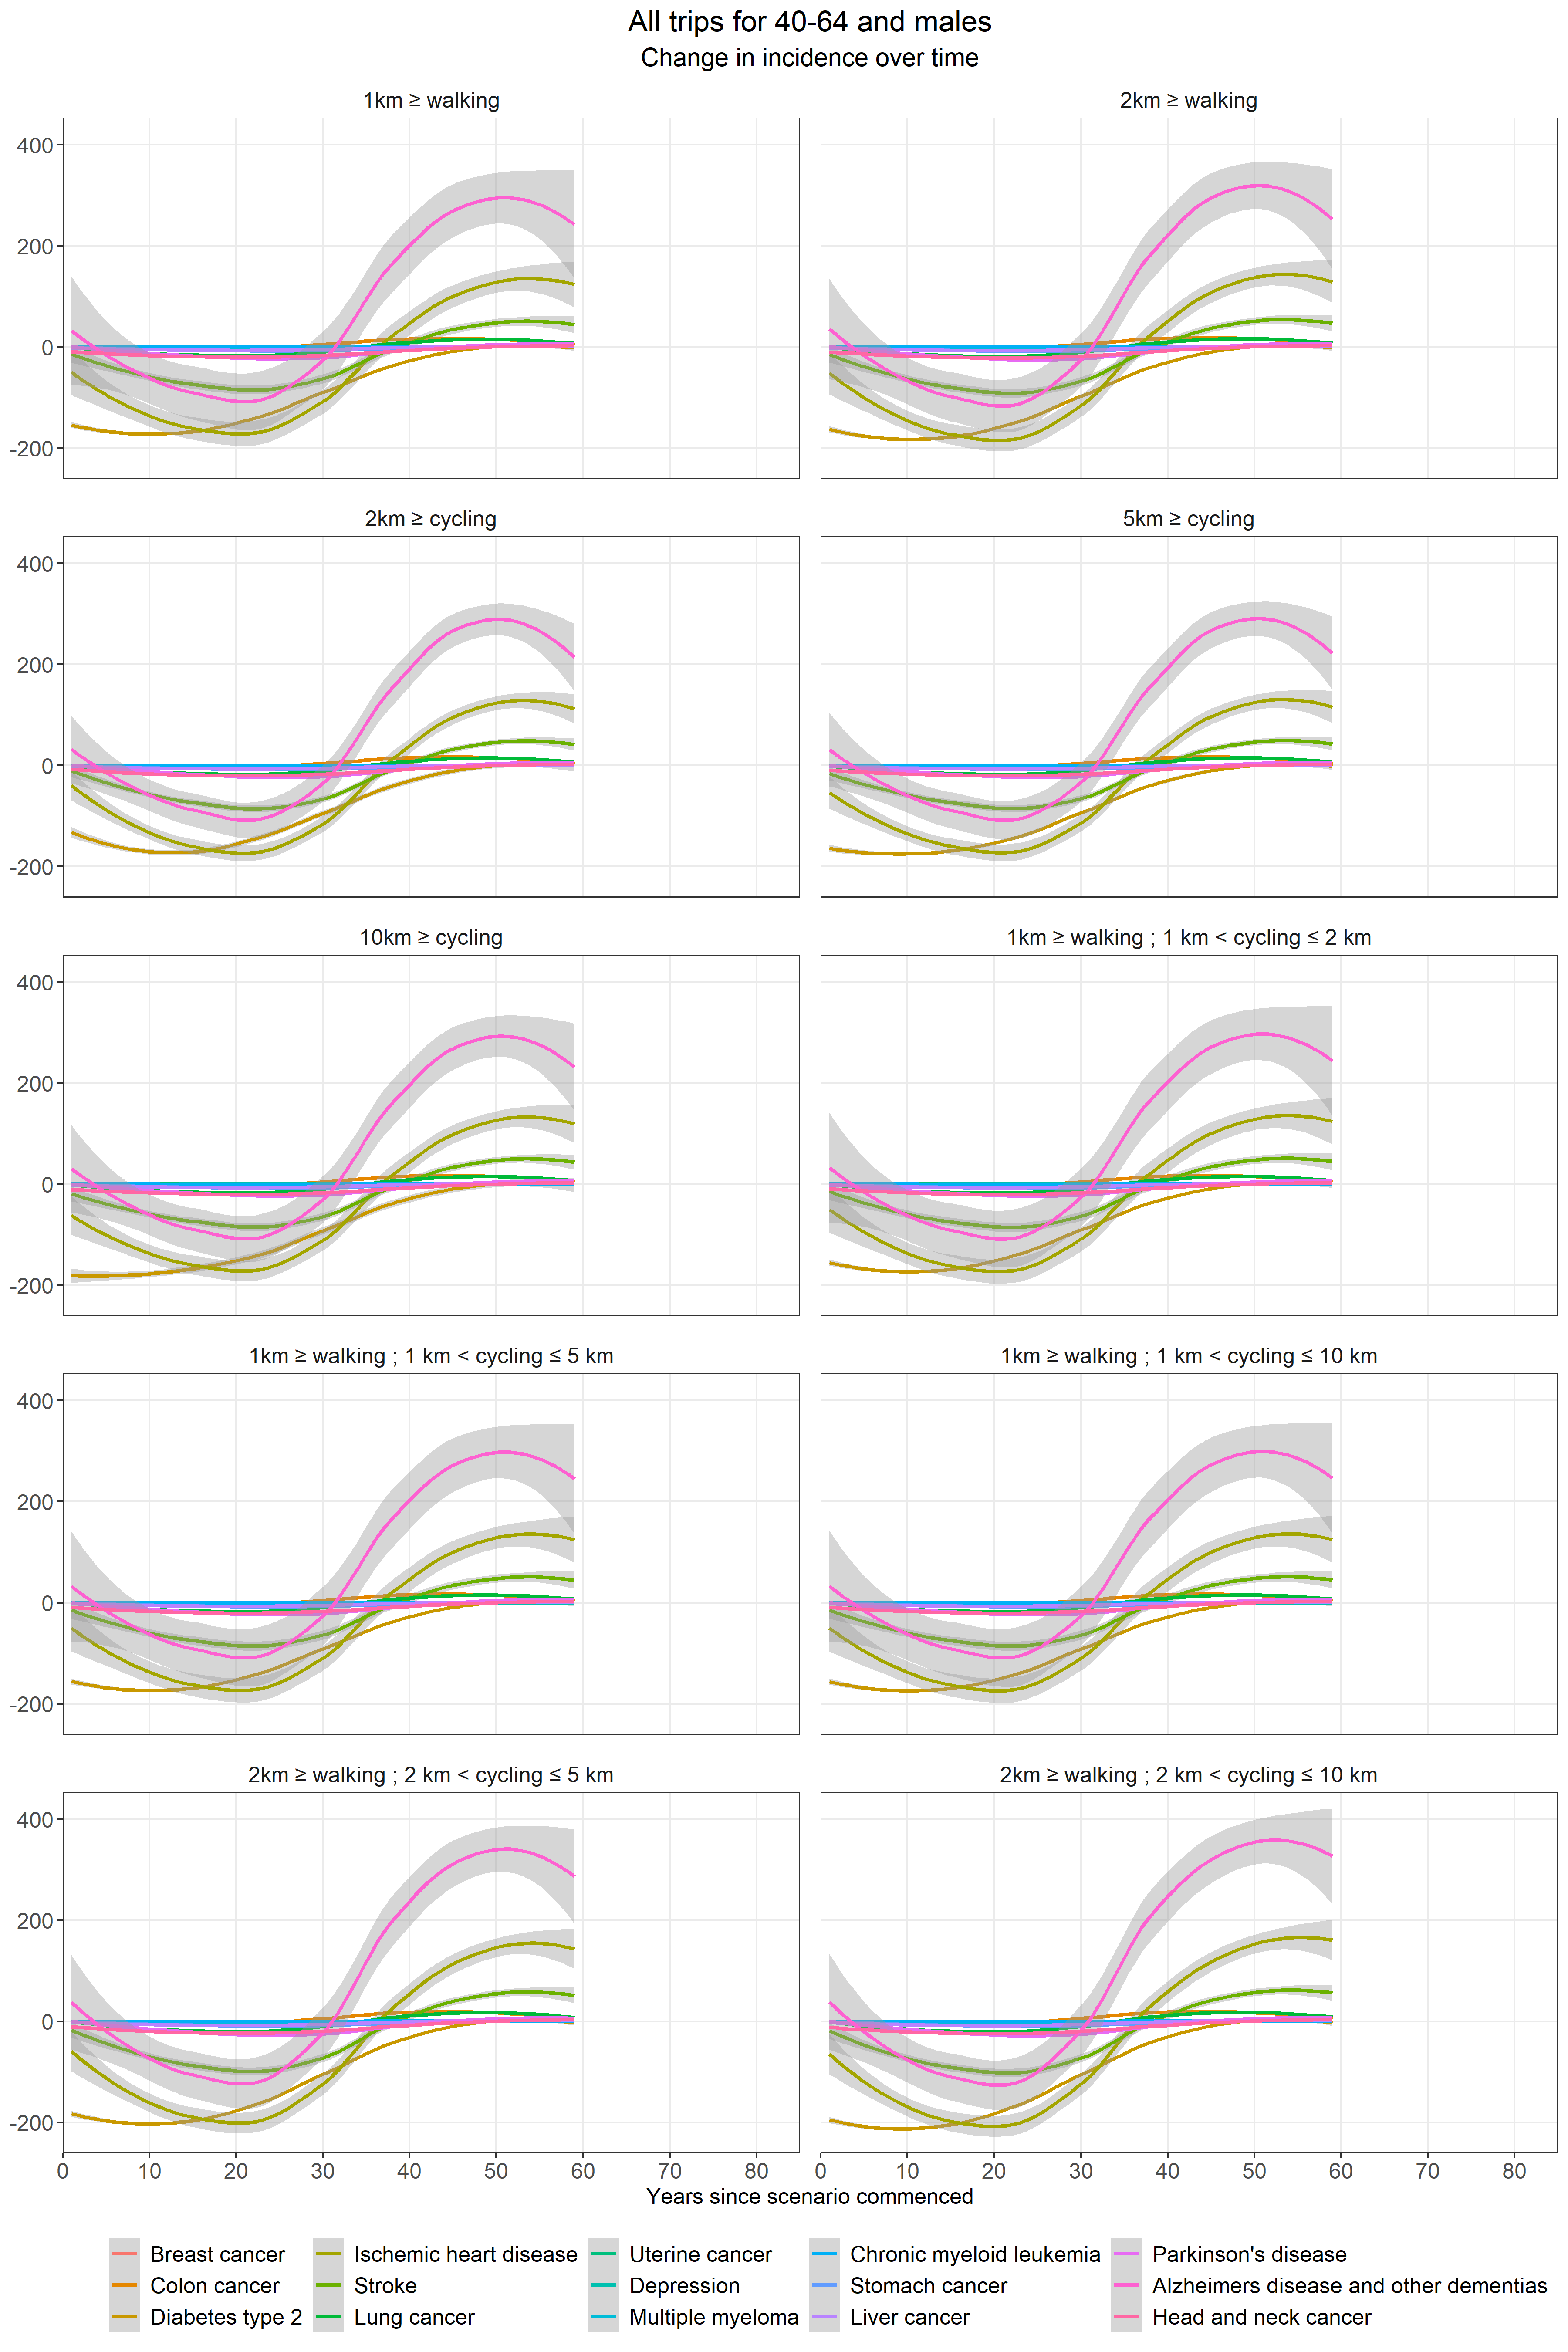 All trips for 40-64 and males
Change in incidence over time
1km ≥ walking
2km ≥ walking
400
200
0
-200
2km ≥ cycling
5km ≥ cycling
400
200
0
-200
10km ≥ cycling
1km ≥ walking ; 1 km < cycling ≤ 2 km
400
200
0
-200
1km ≥ walking ; 1 km < cycling ≤ 5 km
1km ≥ walking ; 1 km < cycling ≤ 10 km
400
200
0
-200
2km ≥ walking ; 2 km < cycling ≤ 5 km
2km ≥ walking ; 2 km < cycling ≤ 10 km
400
200
0
-200
0 10 20 30 40 50 60 70 80
0 10 20 30 40 50 60 70 80
Years since scenario commenced
Breast cancer
Colon cancer
Diabetes type 2
Ischemic heart disease
Stroke
Lung cancer
Uterine cancer
Depression
Multiple myeloma
Chronic myeloid leukemia
Stomach cancer
Liver cancer
Parkinson's disease
Alzheimers disease and other dementias
Head and neck cancer